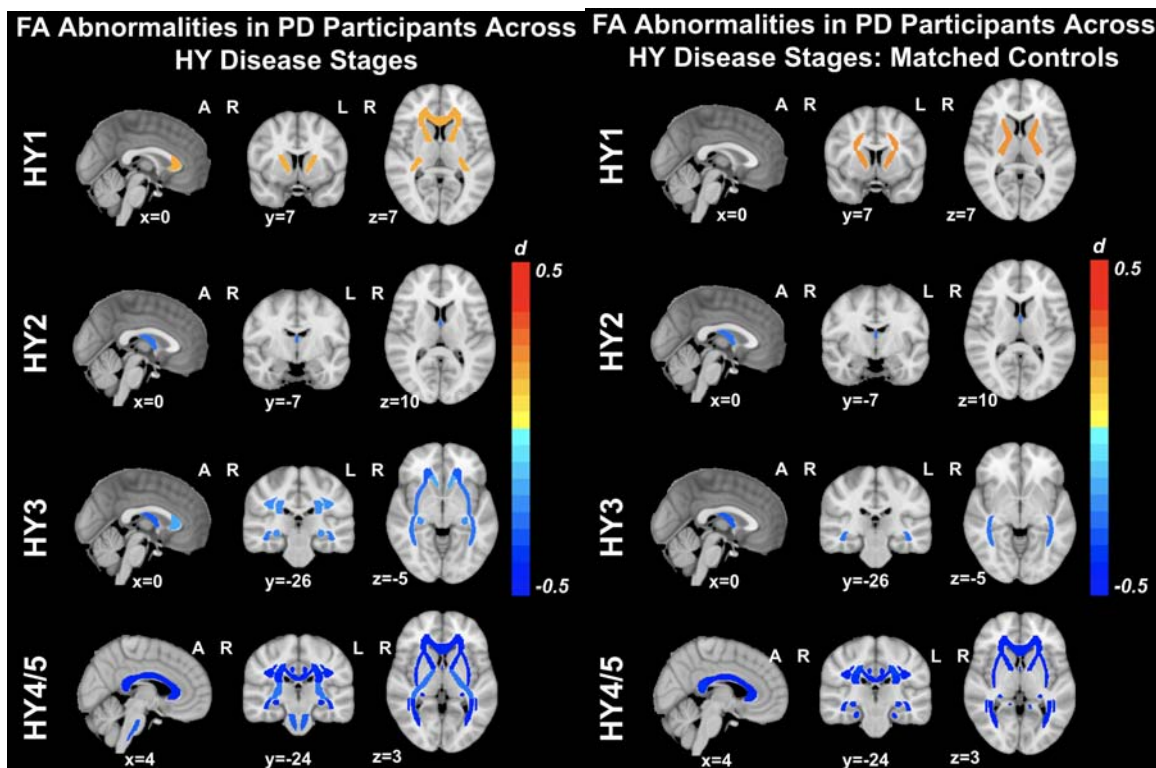 FA Abnormalities in PD Participants Across
HY Disease Stages
HY1
A R L R
x=0 y=7 z=7
d
0.5
HY2
A R L R
x=0 y=-7 z=10
HY3
A R L R
x=0 y=-26 z=-5
-0.5
HY4/5
A R L R
x=4 y=-24 z=3
FA Abnormalities in PD Participants Across
HY Disease Stages: Matched Controls
HY1
A R L R
x=0 y=7 z=7
d
0.5
HY2
A R L R
x=0 y=-7 z=10
HY3
A R L R
x=0 y=-26 z=-5
-0.5
HY4/5
A R L R
x=4 y=-24 z=3